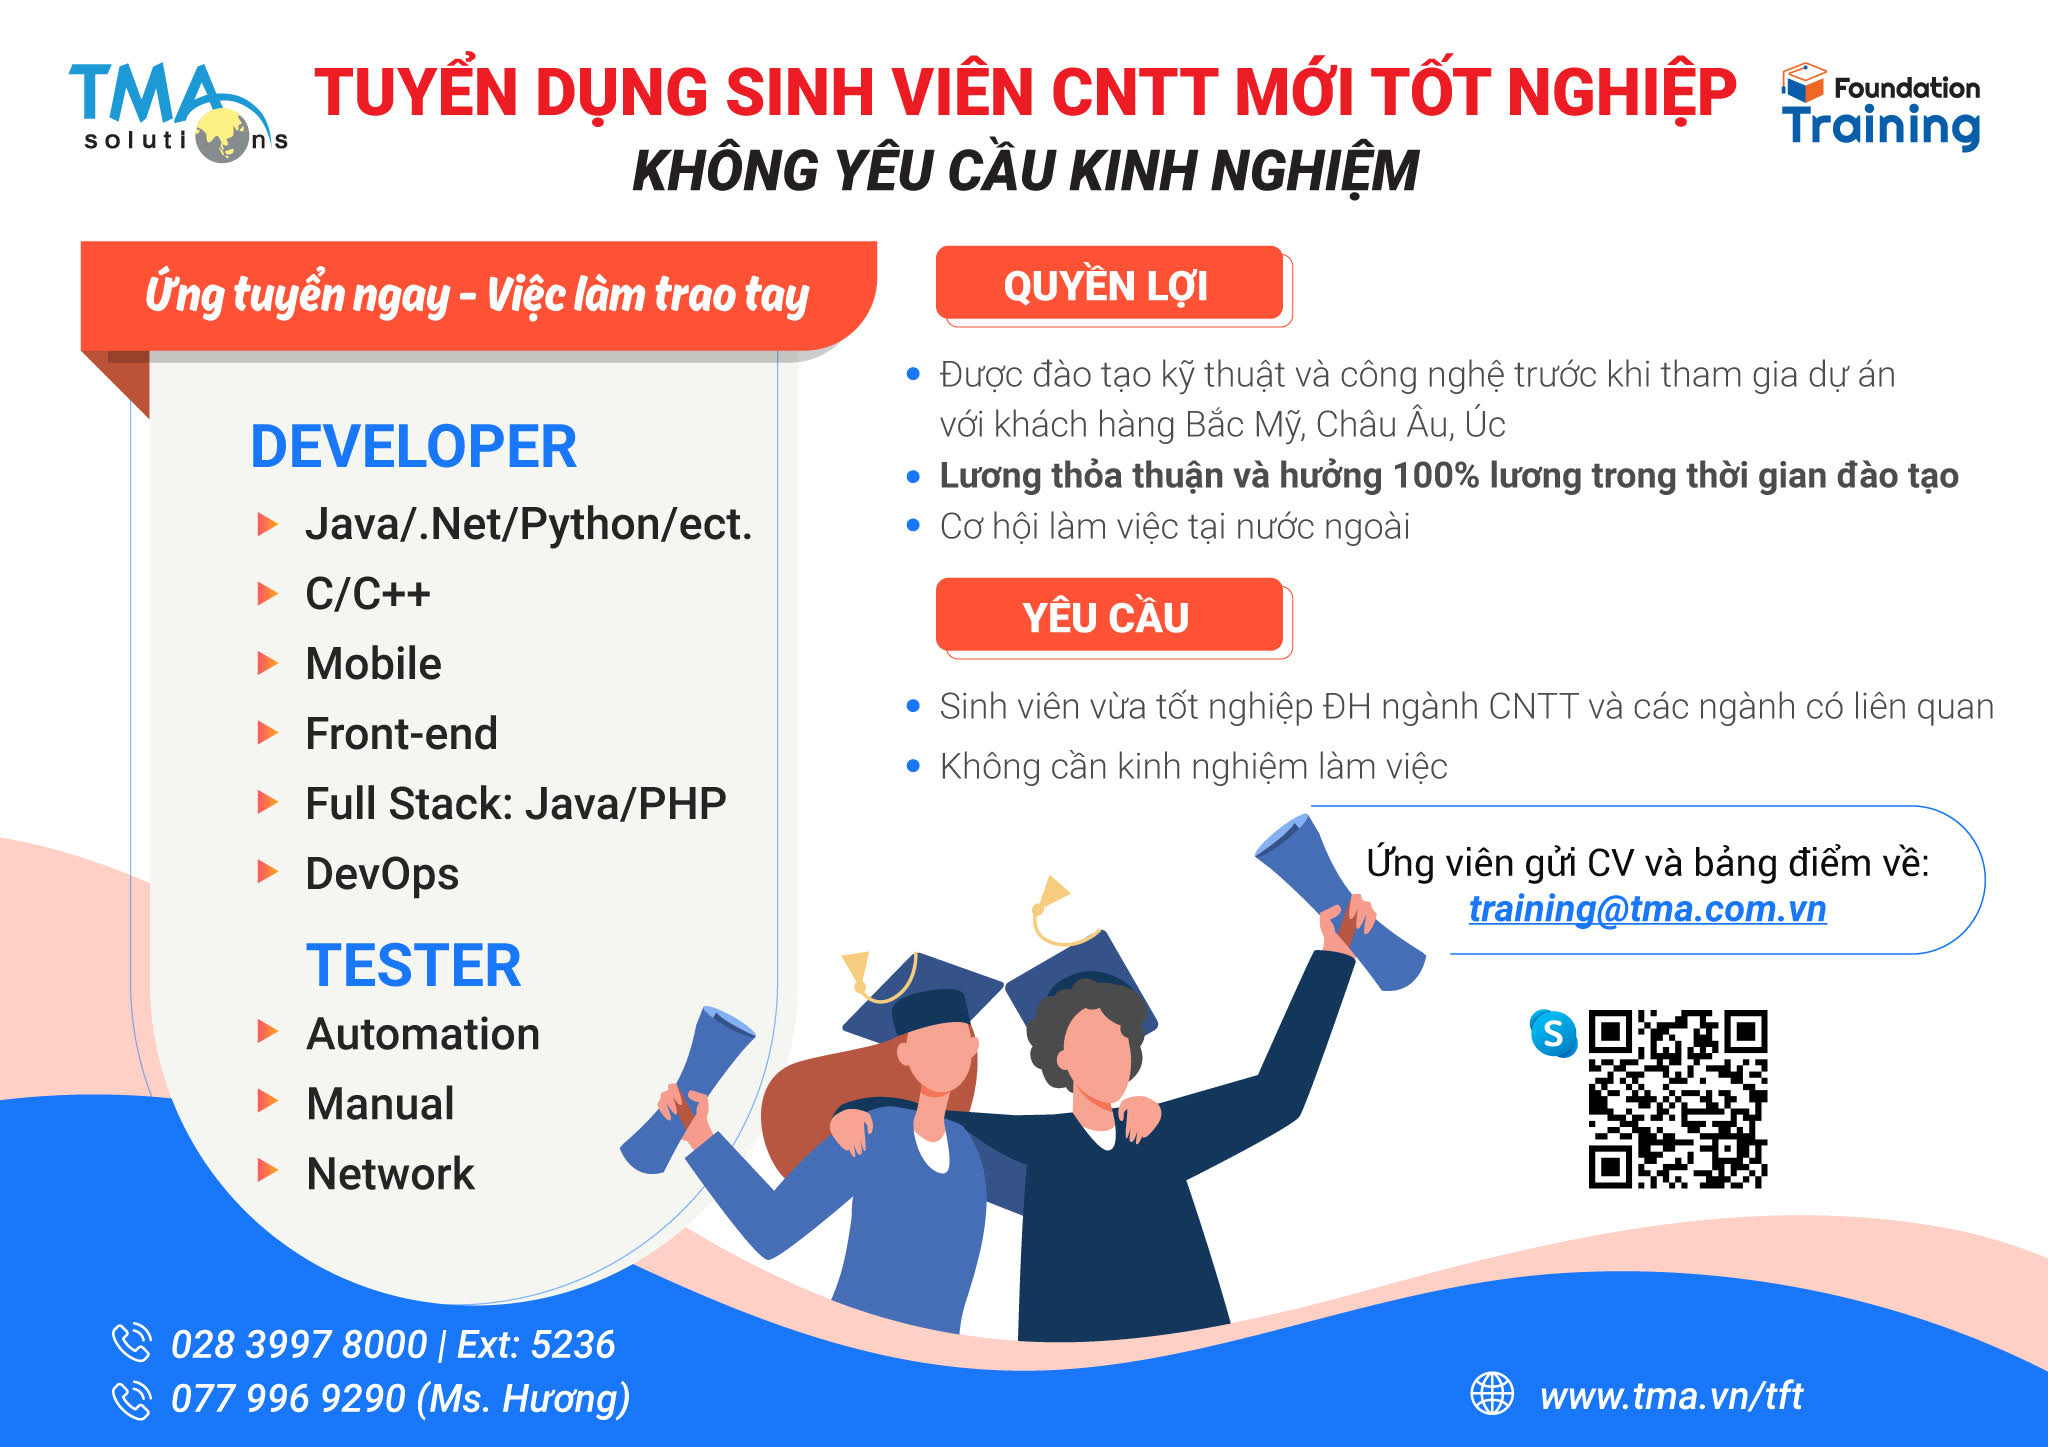 TMA
solutions
TUYỂN DỤNG SINH VIÊN CNTT MỚI TỐT NGHIỆP
KHÔNG YÊU CẦU KINH NGHIỆM
Foundation
Training
Ứng tuyển ngay - Việc làm trao tay
DEVELOPER
Java/.Net/Python/ect.
C/C++
Mobile
Front-end
Full Stack: Java/PHP
DevOps
TESTER
Automation
Manual
Network
QUYỀN LỢI
• Được đào tạo kỹ thuật và công nghệ trước khi tham gia dự án
với khách hàng Bắc Mỹ, Châu Âu, Úc
• Lương thỏa thuận và hưởng 100% lương trong thời gian đào tạo
• Cơ hội làm việc tại nước ngoài
YÊU CẦU
• Sinh viên vừa tốt nghiệp ĐH ngành CNTT và các ngành có liên quan
• Không cần kinh nghiệm làm việc
Ứng viên gửi CV và bảng điểm về:
training@tma.com.vn
S
028 3997 8000 | Ext: 5236
077 996 9290 (Ms. Hương)
www.tma.vn/tft